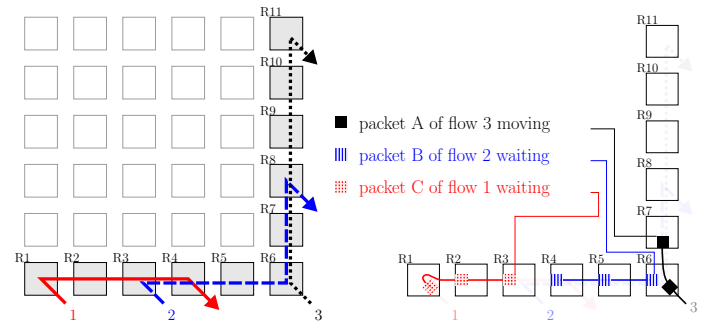 R11
R10
R9
R8
R7
R1 R2 R3 R4 R5 R6
1 2 3
packet A of flow 3 moving
packet B of flow 2 waiting
packet C of flow 1 waiting
R11
R10
R9
R8
R7
R1 R2 R3 R4 R5 R6
1 2 3